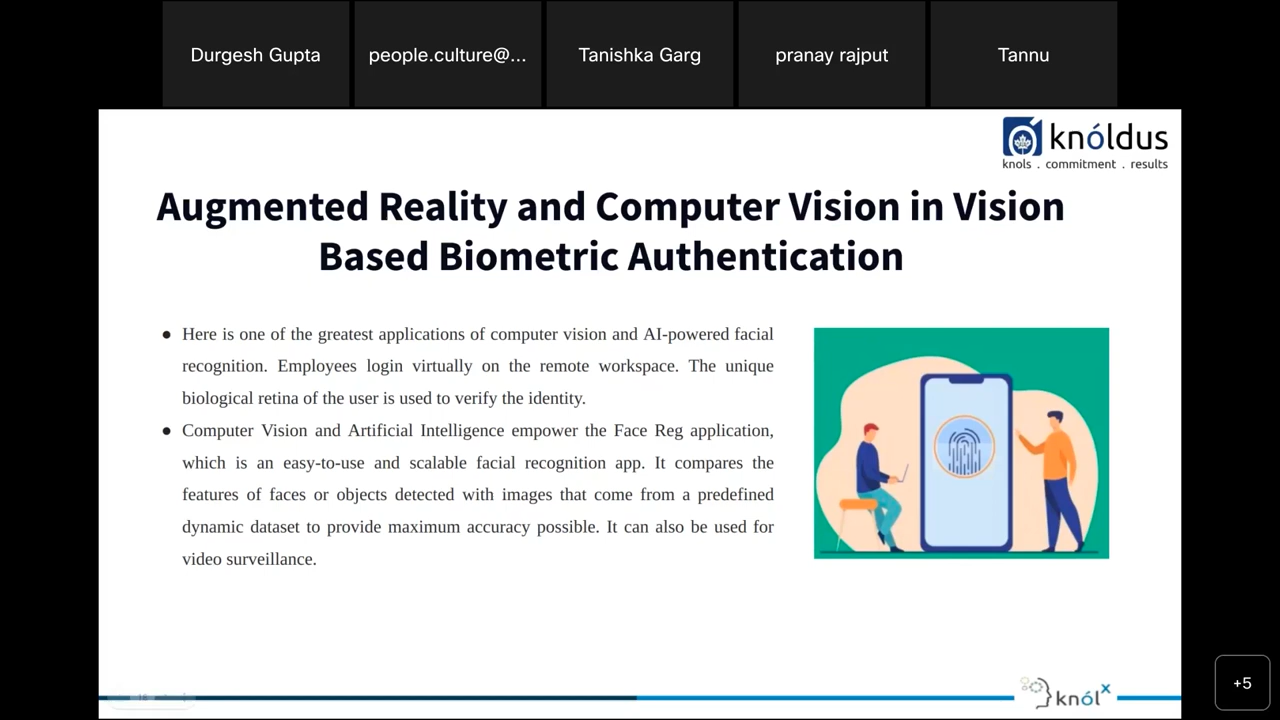 Durgesh Gupta
people.culture@...
Tanishka Garg
pranay rajput
Tannu
knóldus
knols . commitment . results
Augmented Reality and Computer Vision in Vision
Based Biometric Authentication
● Here is one of the greatest applications of computer vision and AI-powered facial
recognition. Employees login virtually on the remote workspace. The unique
biological retina of the user is used to verify the identity.
● Computer Vision and Artificial Intelligence empower the Face Reg application,
which is an easy-to-use and scalable facial recognition app. It compares the
features of faces or objects detected with images that come from a predefined
dynamic dataset to provide maximum accuracy possible. It can also be used for
video surveillance.
knólx
+5